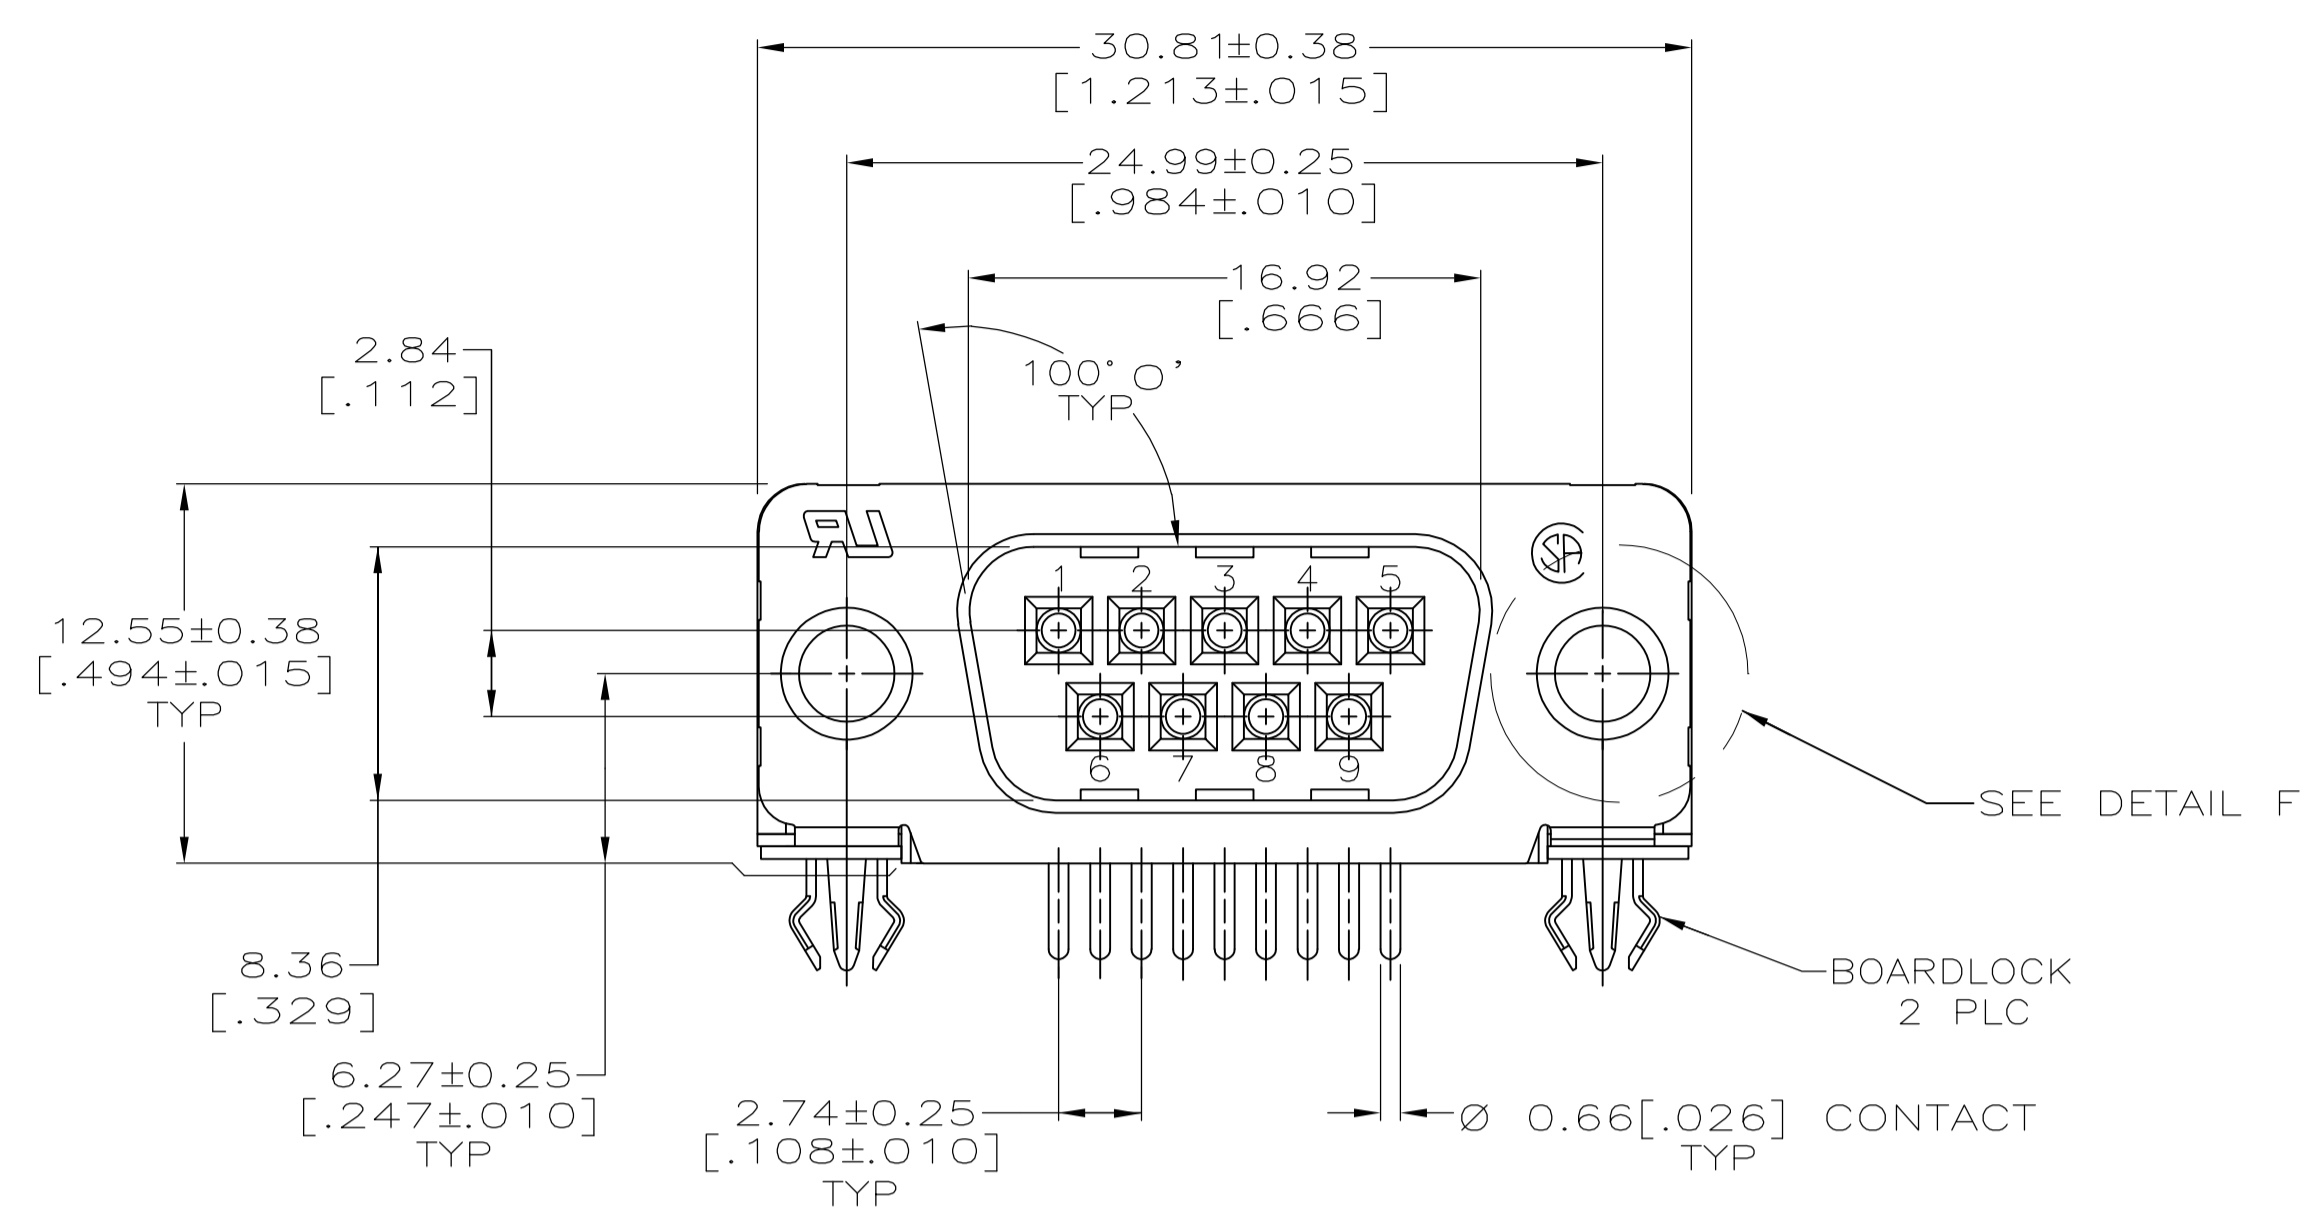 30.81±0.38
[1.213±.015]
24.99±0.25
[.984±.010]
16.92
[.666]
2.84
[.112]
100° 0'
TYP
12.55±0.38
[.494±.015]
TYP
1 2 3 4 5
6 7 8 9
SEE DETAIL F
8.36
[.329]
BOARDLOCK
2 PLC
6.27±0.25
[.247±.010]
TYP
2.74±0.25
[.108±.010]
TYP
Ø 0.66[.026] CONTACT
TYP